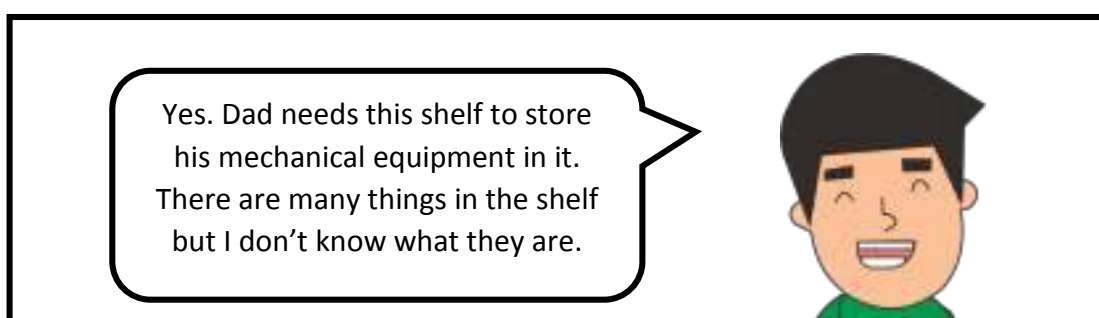 Yes. Dad needs this shelf to store
his mechanical equipment in it.
There are many things in the shelf
but I don’t know what they are.